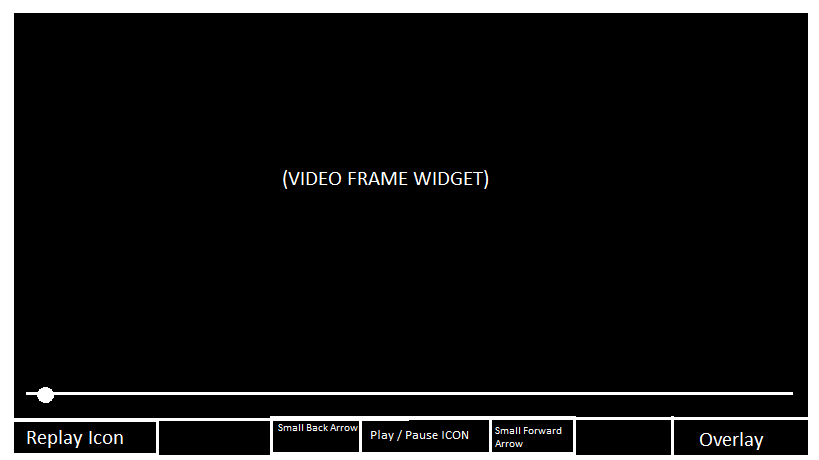 (VIDEO FRAME WIDGET)
Replay Icon
Small Back Arrow
Play / Pause ICON
Small Forward
Arrow
Overlay